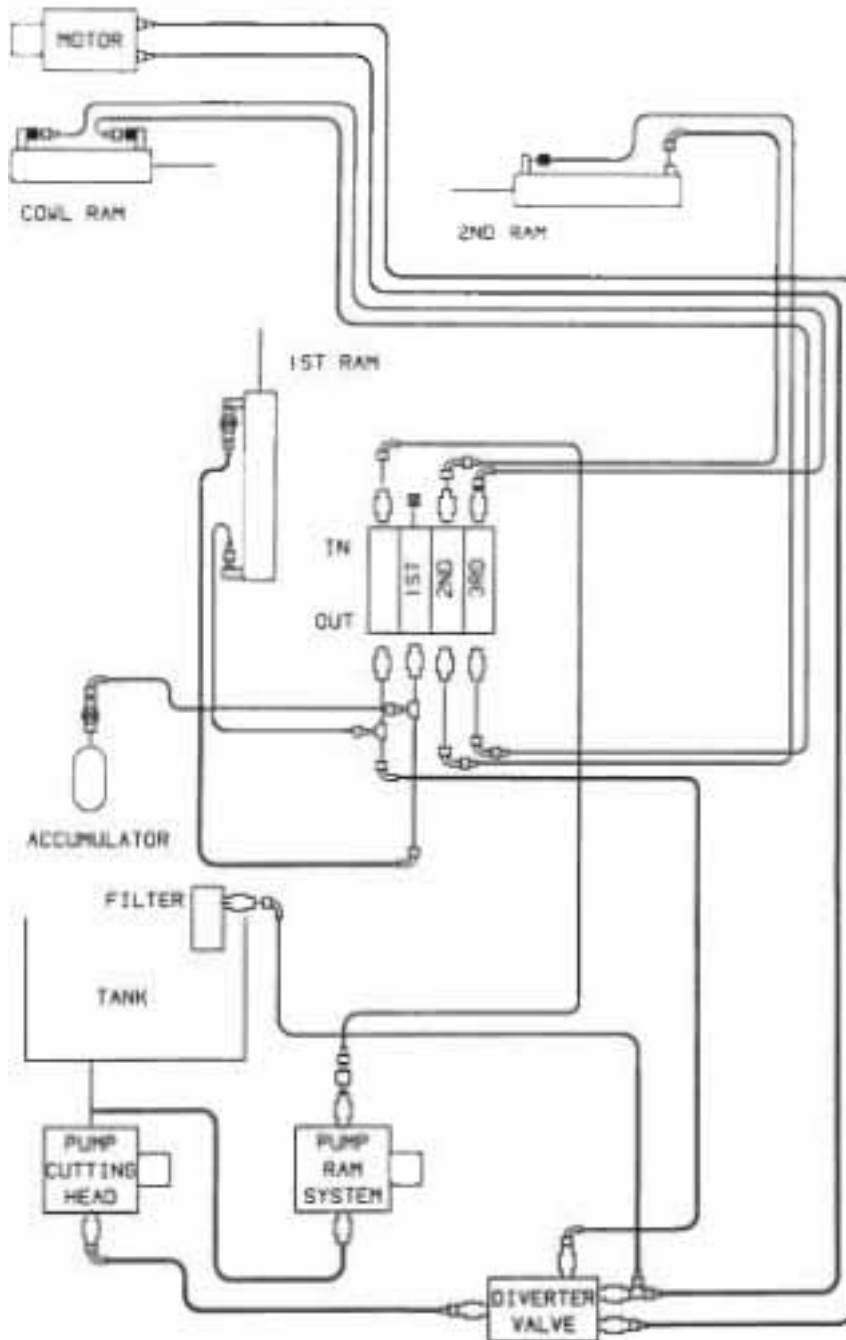 MOTOR
COWL RAM
2ND RAM
1ST RAM
IN
1ST
2ND
3RD
OUT
ACCUMULATOR
FILTER
TANK
PUMP
CUTTING
HEAD
PUMP
RAM
SYSTEM
DIVERTER
VALVE